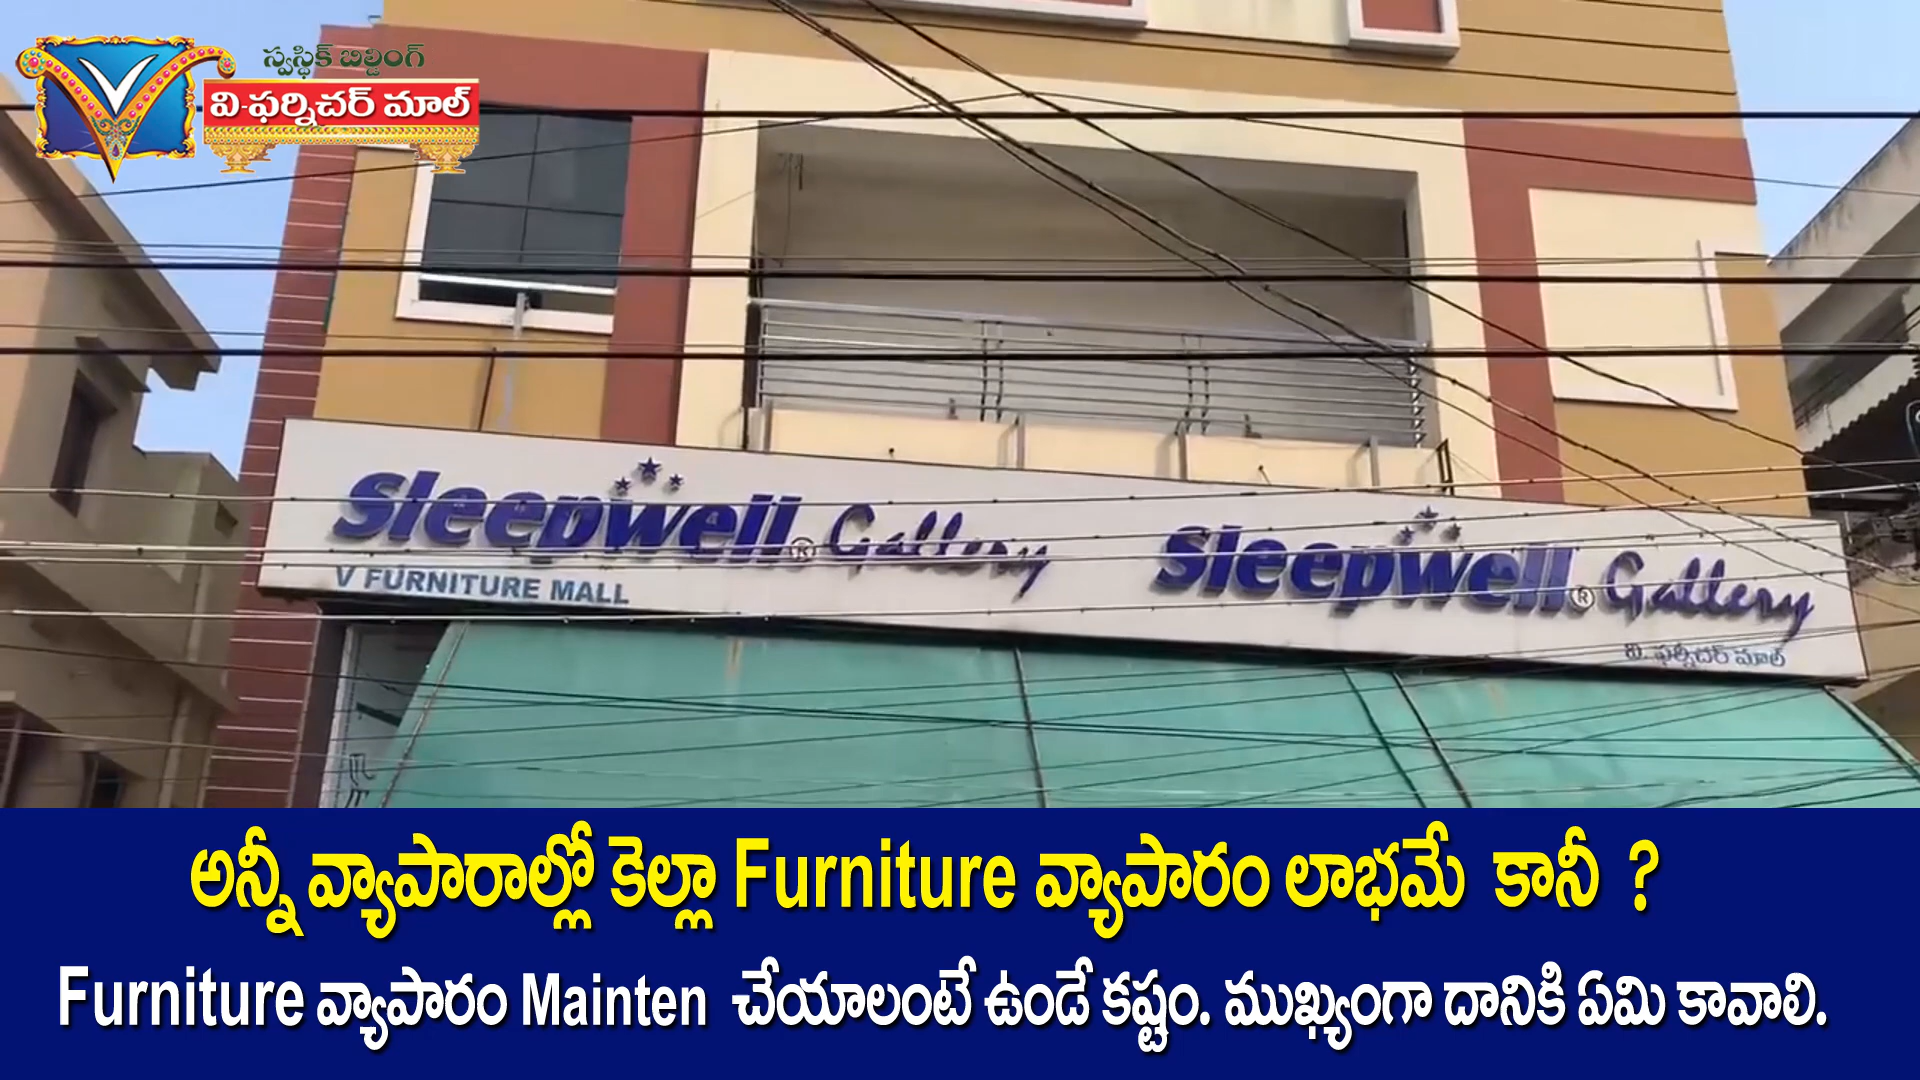 స్వస్థిక్ బిల్డింగ్
వి-ఫర్నిచర్ మాల్
Sleepwell® Gallery
V FURNITURE MALL
Sleepwell® Gallery
వి. ఫర్నిచర్ మాల్
అన్నీ వ్యాపారాల్లో కెల్లా Furniture వ్యాపారం లాభమే కానీ ?
Furniture వ్యాపారం Mainten చేయాలంటే ఉండే కష్టం. ముఖ్యంగా దానికి ఏమి కావాలి.